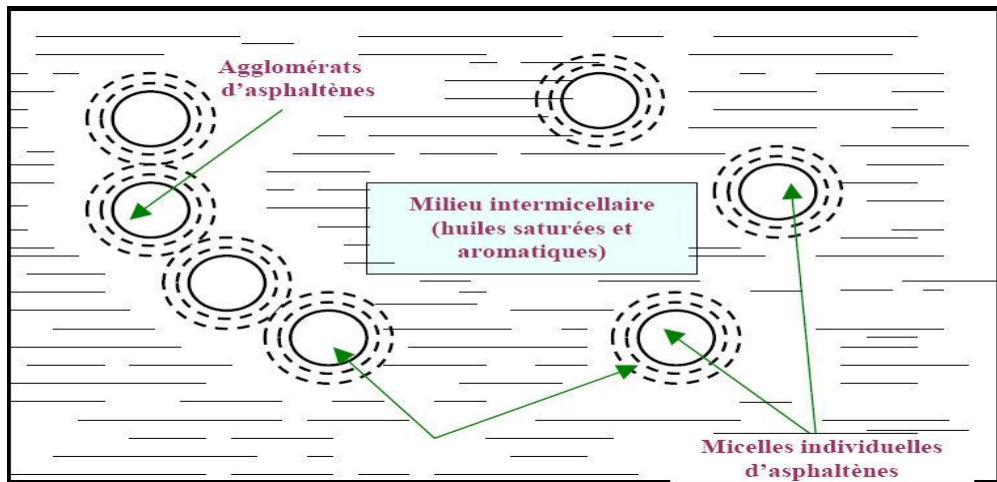 Agglomérats
d'asphaltènes
Milieu intermicellaire
(huiles saturées et
aromatiques)
Micelles individuelles
d'asphaltènes